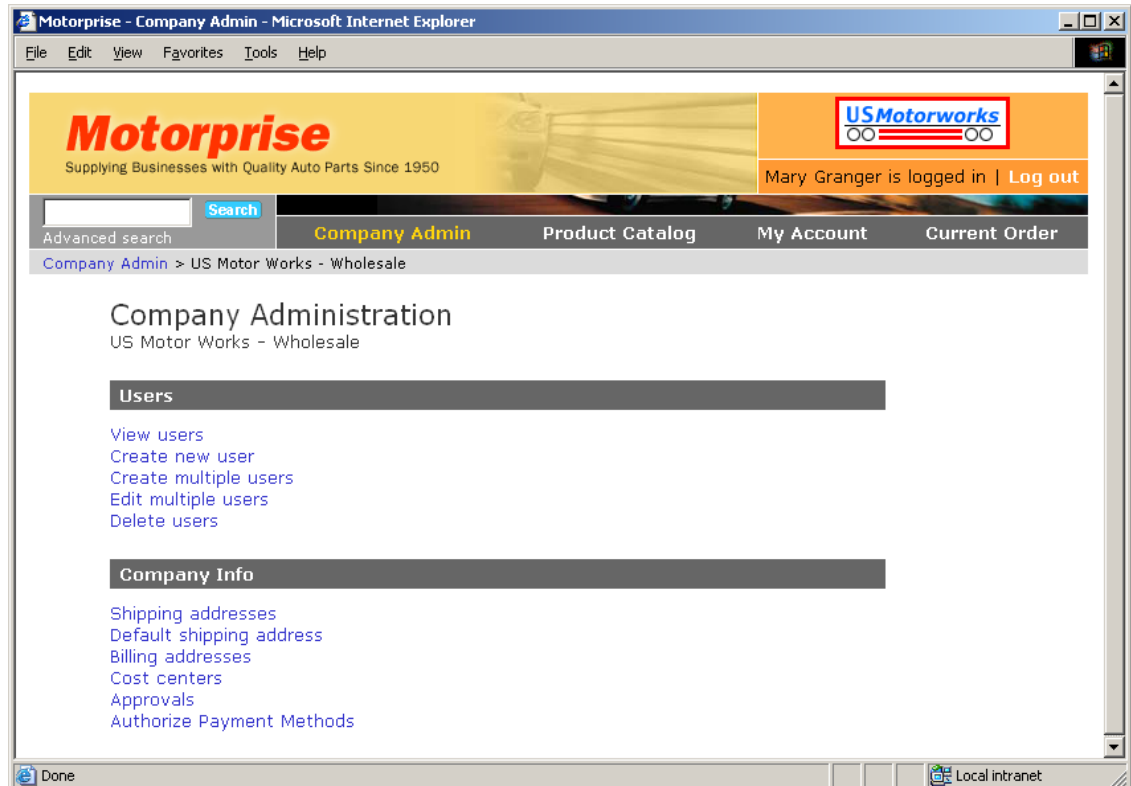 Motorprise - Company Admin - Microsoft Internet Explorer
File Edit View Favorites Tools Help
Motorprise
Supplying Businesses with Quality Auto Parts Since 1950
USMotorworks
Mary Granger is logged in | Log out
Search
Advanced search
Company Admin Product Catalog My Account Current Order
Company Admin > US Motor Works - Wholesale
Company Administration
US Motor Works - Wholesale
Users
View users
Create new user
Create multiple users
Edit multiple users
Delete users
Company Info
Shipping addresses
Default shipping address
Billing addresses
Cost centers
Approvals
Authorize Payment Methods
Done
Local intranet